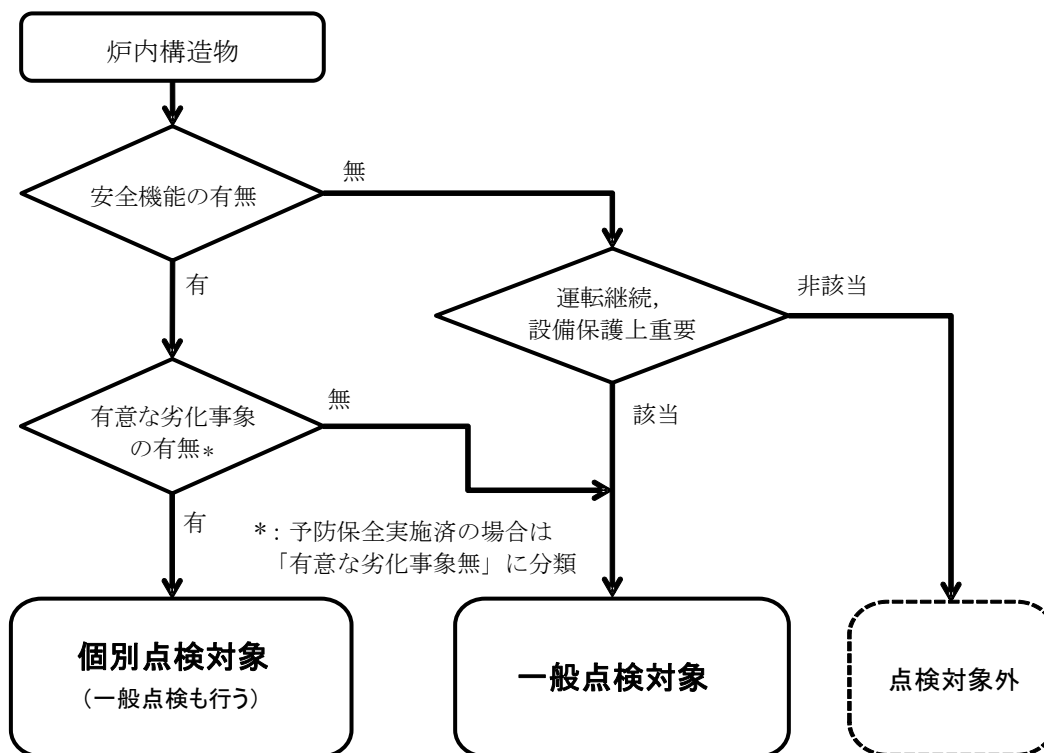 炉内構造物
安全機能の有無
無
有
運転継続,
設備保護上重要
非該当
該当
有意な劣化事象
の有無*
無
有
*：予防保全実施済の場合は
「有意な劣化事象無」に分類
個別点検対象
（一般点検も行う）
一般点検対象
点検対象外